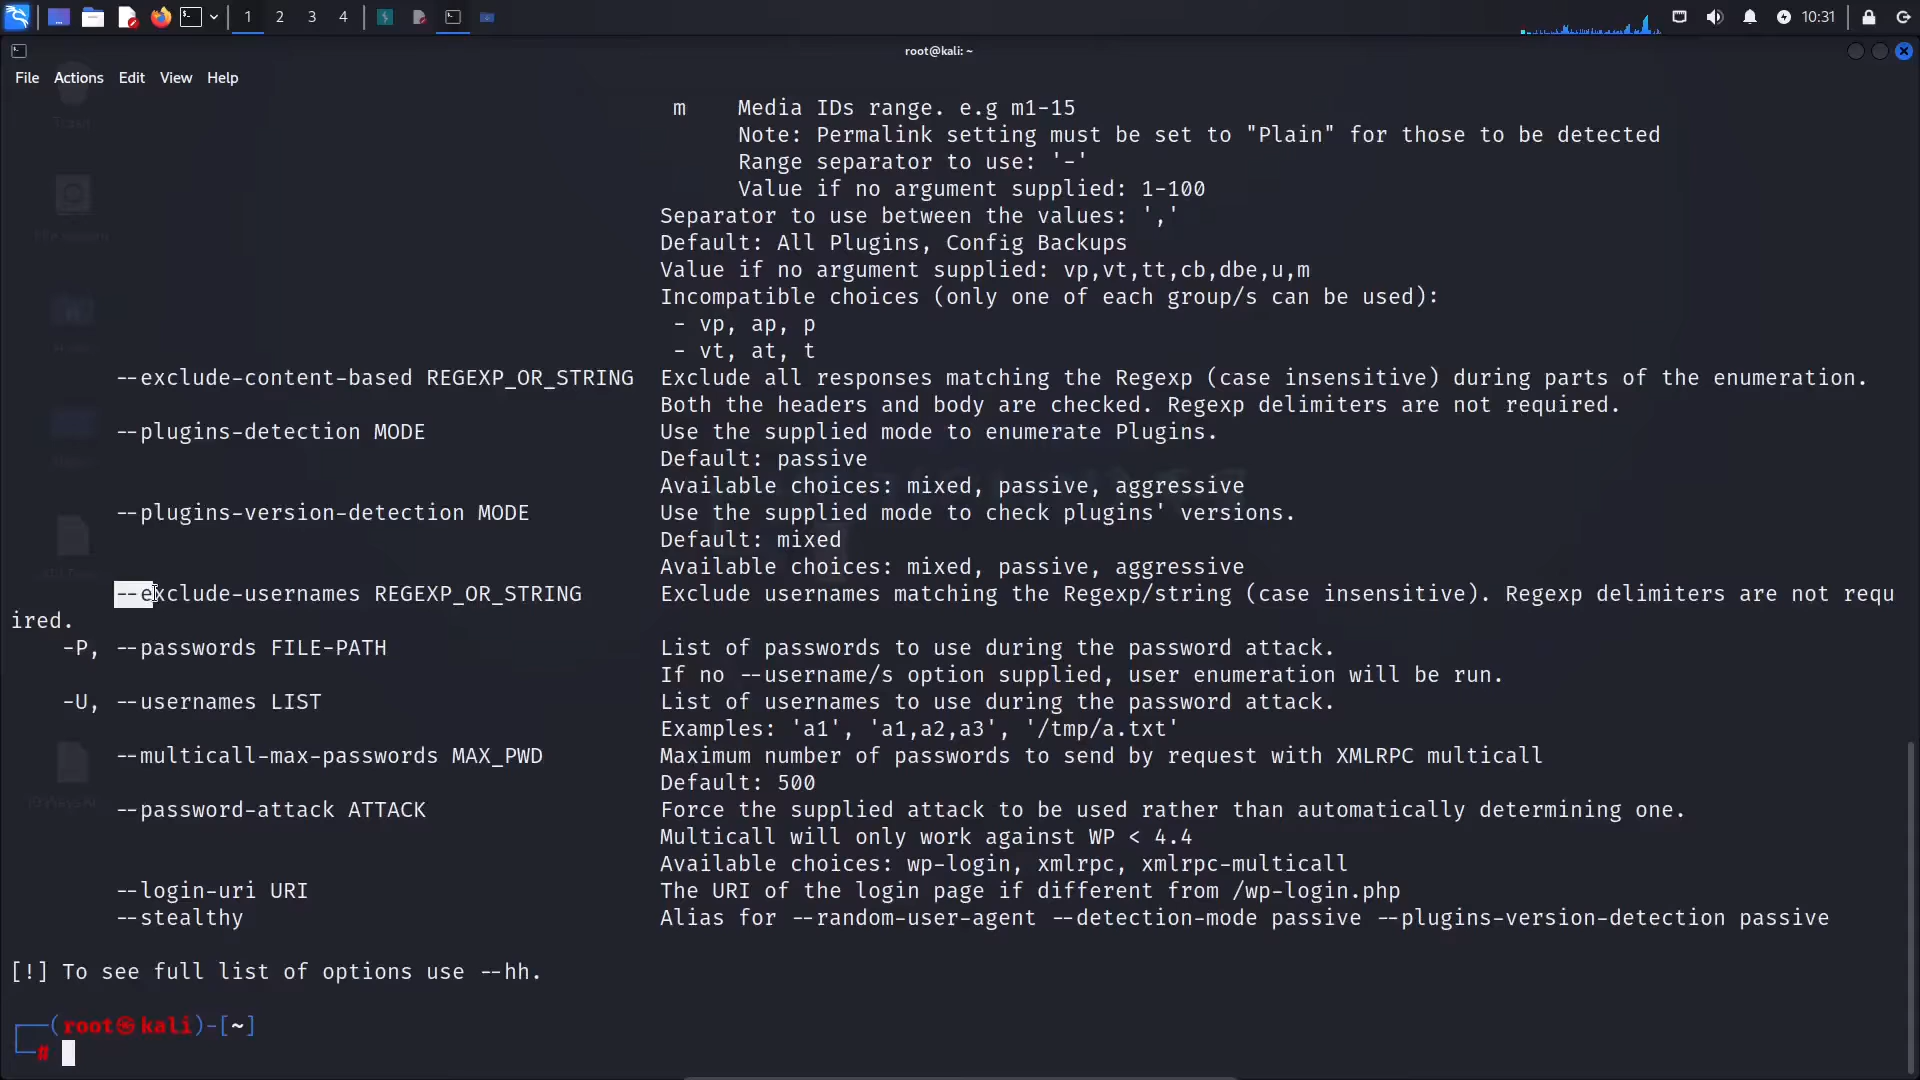 1 2 3 4 10:31
root@kali: ~
File Actions Edit View Help
m Media IDs range. e.g m1-15
Note: Permalink setting must be set to "Plain" for those to be detected
Range separator to use: '-'
Value if no argument supplied: 1-100
Separator to use between the values: ','
Default: All Plugins, Config Backups
Value if no argument supplied: vp,vt,tt,cb,dbe,u,m
Incompatible choices (only one of each group/s can be used):
- vp, ap, p
- vt, at, t
--exclude-content-based REGEXP_OR_STRING Exclude all responses matching the Regexp (case insensitive) during parts of the enumeration.
Both the headers and body are checked. Regexp delimiters are not required.
--plugins-detection MODE Use the supplied mode to enumerate Plugins.
Default: passive
Available choices: mixed, passive, aggressive
--plugins-version-detection MODE Use the supplied mode to check plugins' versions.
Default: mixed
Available choices: mixed, passive, aggressive
--exclude-usernames REGEXP_OR_STRING Exclude usernames matching the Regexp/string (case insensitive). Regexp delimiters are not requ
ired.
-P, --passwords FILE-PATH List of passwords to use during the password attack.
If no --username/s option supplied, user enumeration will be run.
-U, --usernames LIST List of usernames to use during the password attack.
Examples: 'a1', 'a1,a2,a3', '/tmp/a.txt'
--multicall-max-passwords MAX_PWD Maximum number of passwords to send by request with XMLRPC multicall
Default: 500
--password-attack ATTACK Force the supplied attack to be used rather than automatically determining one.
Multicall will only work against WP < 4.4
Available choices: wp-login, xmlrpc, xmlrpc-multicall
--login-uri URI The URI of the login page if different from /wp-login.php
--stealthy Alias for --random-user-agent --detection-mode passive --plugins-version-detection passive
[!] To see full list of options use --hh.
┌──(root㉿kali)-[~]
└─#